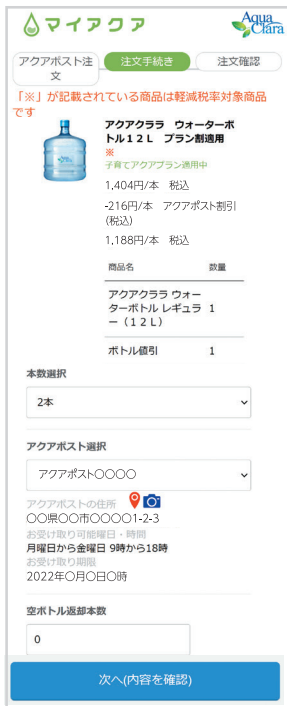 マイアクア
Aqua
Clara
アクアポスト注
文
注文手続き
注文確認
「※」が記載されている商品は軽減税率対象商品
です
アクアクララ　ウォーターボ
トル１２Ｌ　プラン割適用
※
子育てアクアプラン適用中
1,404円/本　税込
-216円/本　アクアポスト割引
(税込)
1,188円/本　税込
商品名 数量
アクアクララ ウォー
ターボトル レギュラ 1
ー（１２Ｌ）
ボトル値引 1
本数選択
2本
アクアポスト選択
アクアポスト〇〇〇〇
アクアポストの住所
〇〇県〇〇市〇〇〇〇1-2-3
お受け取り可能曜日・時間
月曜日から金曜日 9時から18時
お受け取り期限
2022年〇月〇日〇時
空ボトル返却本数
0
次へ(内容を確認)